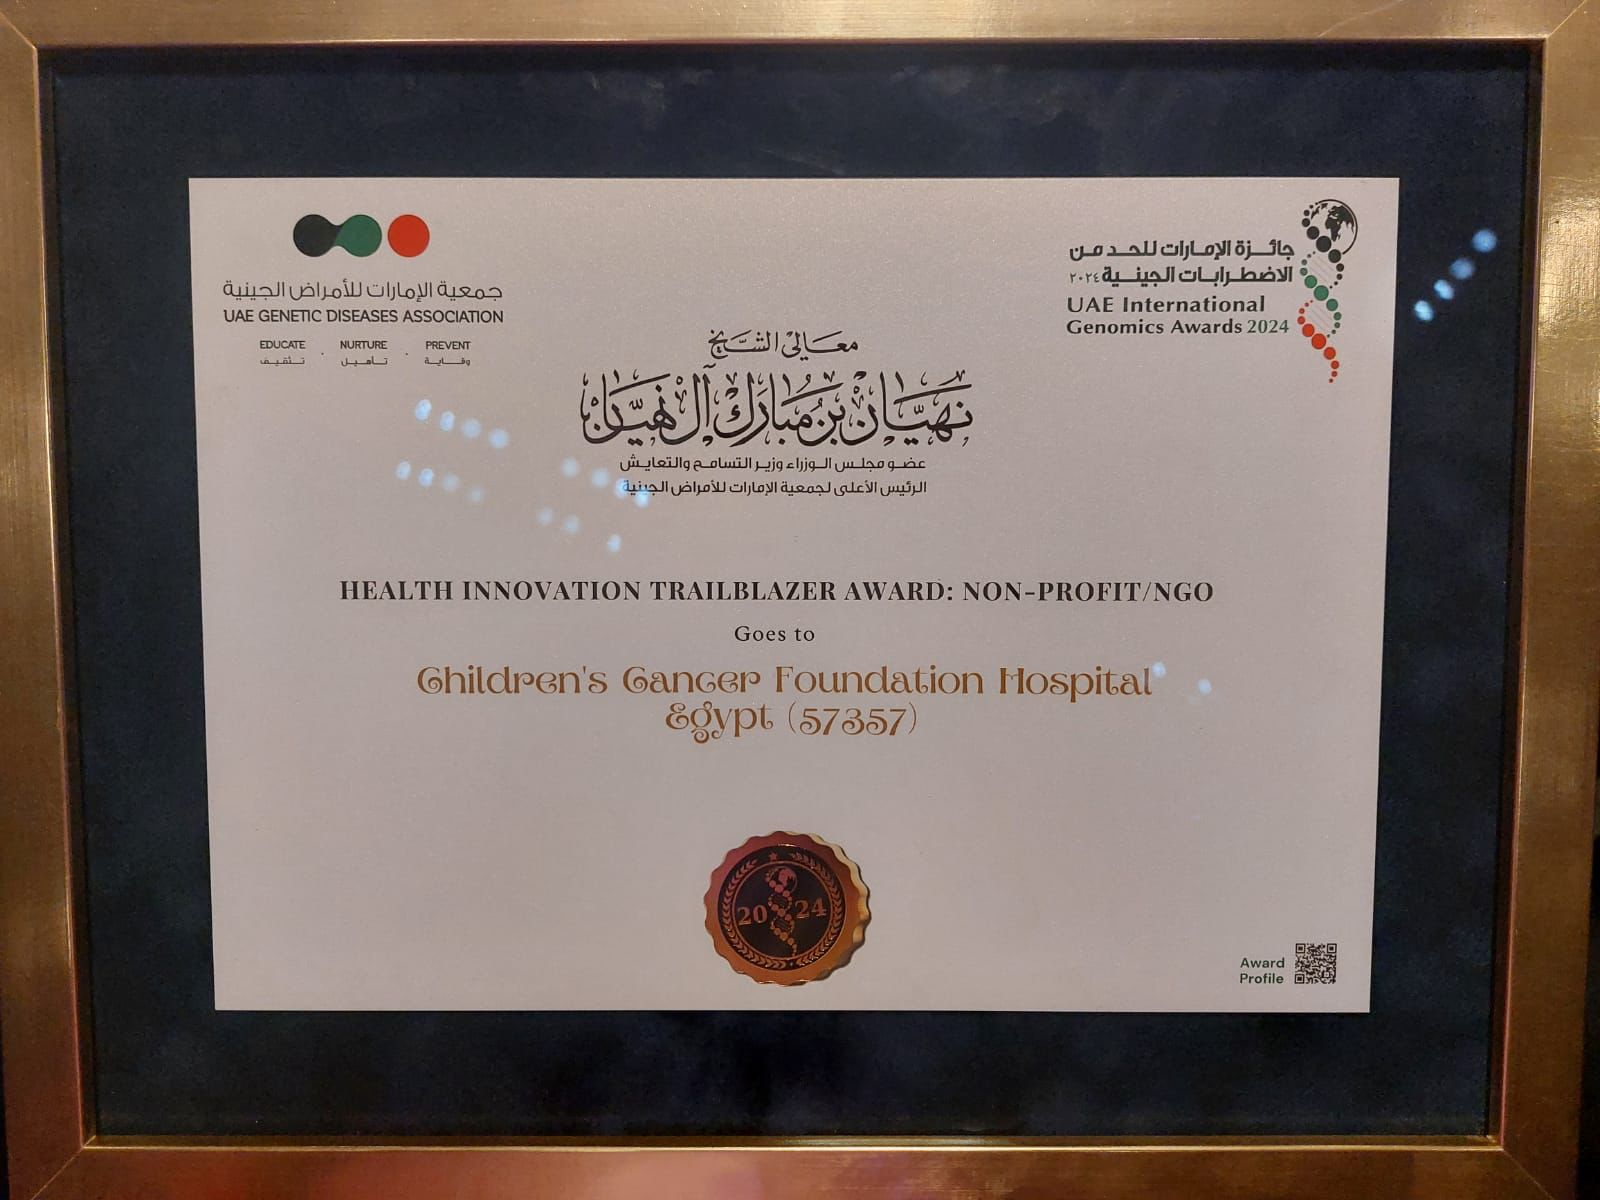 جمعية الإمارات للأمراض الجينية
UAE GENETIC DISEASES ASSOCIATION
EDUCATE · NURTURE · PREVENT
تـثـقيـف تـأهـيـل وقـايـة
جائزة الإمارات للحد من
الاضطرابات الجينية ٢٠٢٤
UAE International
Genomics Awards 2024
معالي الشيخ
نهيان بن مبارك آل نهيان
عضو مجلس الوزراء وزير التسامح والتعايش
الرئيس الأعلى لجمعية الإمارات للأمراض الجينية
HEALTH INNOVATION TRAILBLAZER AWARD: NON-PROFIT/NGO
Goes to
Children's Cancer Foundation Hospital
Egypt (57357)
2024
Award
Profile